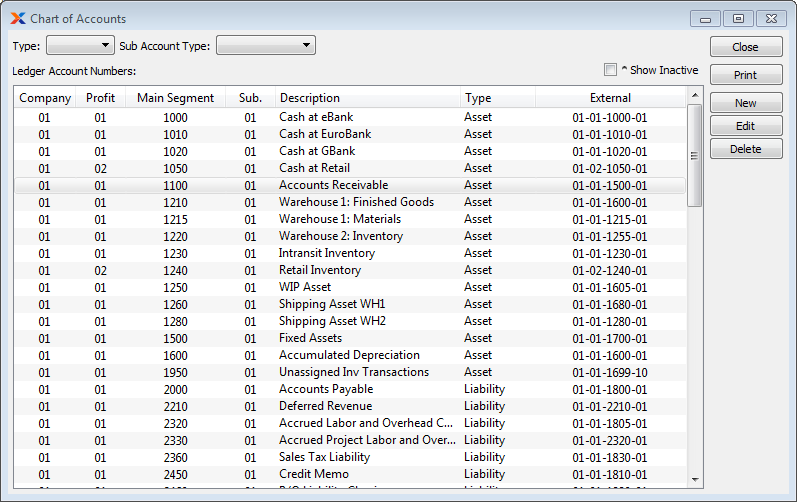 Chart of Accounts
Type: Sub Account Type:
Ledger Account Numbers: ^ Show Inactive
Close
Print
New
Edit
Delete
Company Profit Main Segment Sub. Description Type External
01 01 1000 01 Cash at eBank Asset 01-01-1000-01
01 01 1010 01 Cash at EuroBank Asset 01-01-1010-01
01 01 1020 01 Cash at GBank Asset 01-01-1020-01
01 02 1050 01 Cash at Retail Asset 01-02-1050-01
01 01 1100 01 Accounts Receivable Asset 01-01-1500-01
01 01 1210 01 Warehouse 1: Finished Goods Asset 01-01-1600-01
01 01 1215 01 Warehouse 1: Materials Asset 01-01-1215-01
01 01 1220 01 Warehouse 2: Inventory Asset 01-01-1255-01
01 01 1230 01 Intransit Inventory Asset 01-01-1230-01
01 02 1240 01 Retail Inventory Asset 01-02-1240-01
01 01 1250 01 WIP Asset Asset 01-01-1605-01
01 01 1260 01 Shipping Asset WH1 Asset 01-01-1680-01
01 01 1280 01 Shipping Asset WH2 Asset 01-01-1280-01
01 01 1500 01 Fixed Assets Asset 01-01-1700-01
01 01 1600 01 Accumulated Depreciation Asset 01-01-1600-01
01 01 1950 01 Unassigned Inv Transactions Asset 01-01-1699-10
01 01 2000 01 Accounts Payable Liability 01-01-1800-01
01 01 2210 01 Deferred Revenue Liability 01-01-2210-01
01 01 2320 01 Accrued Labor and Overhead C... Liability 01-01-1805-01
01 01 2330 01 Accrued Project Labor and Over... Liability 01-01-2320-01
01 01 2360 01 Sales Tax Liability Liability 01-01-1830-01
01 01 2450 01 Credit Memo Liability 01-01-1810-01